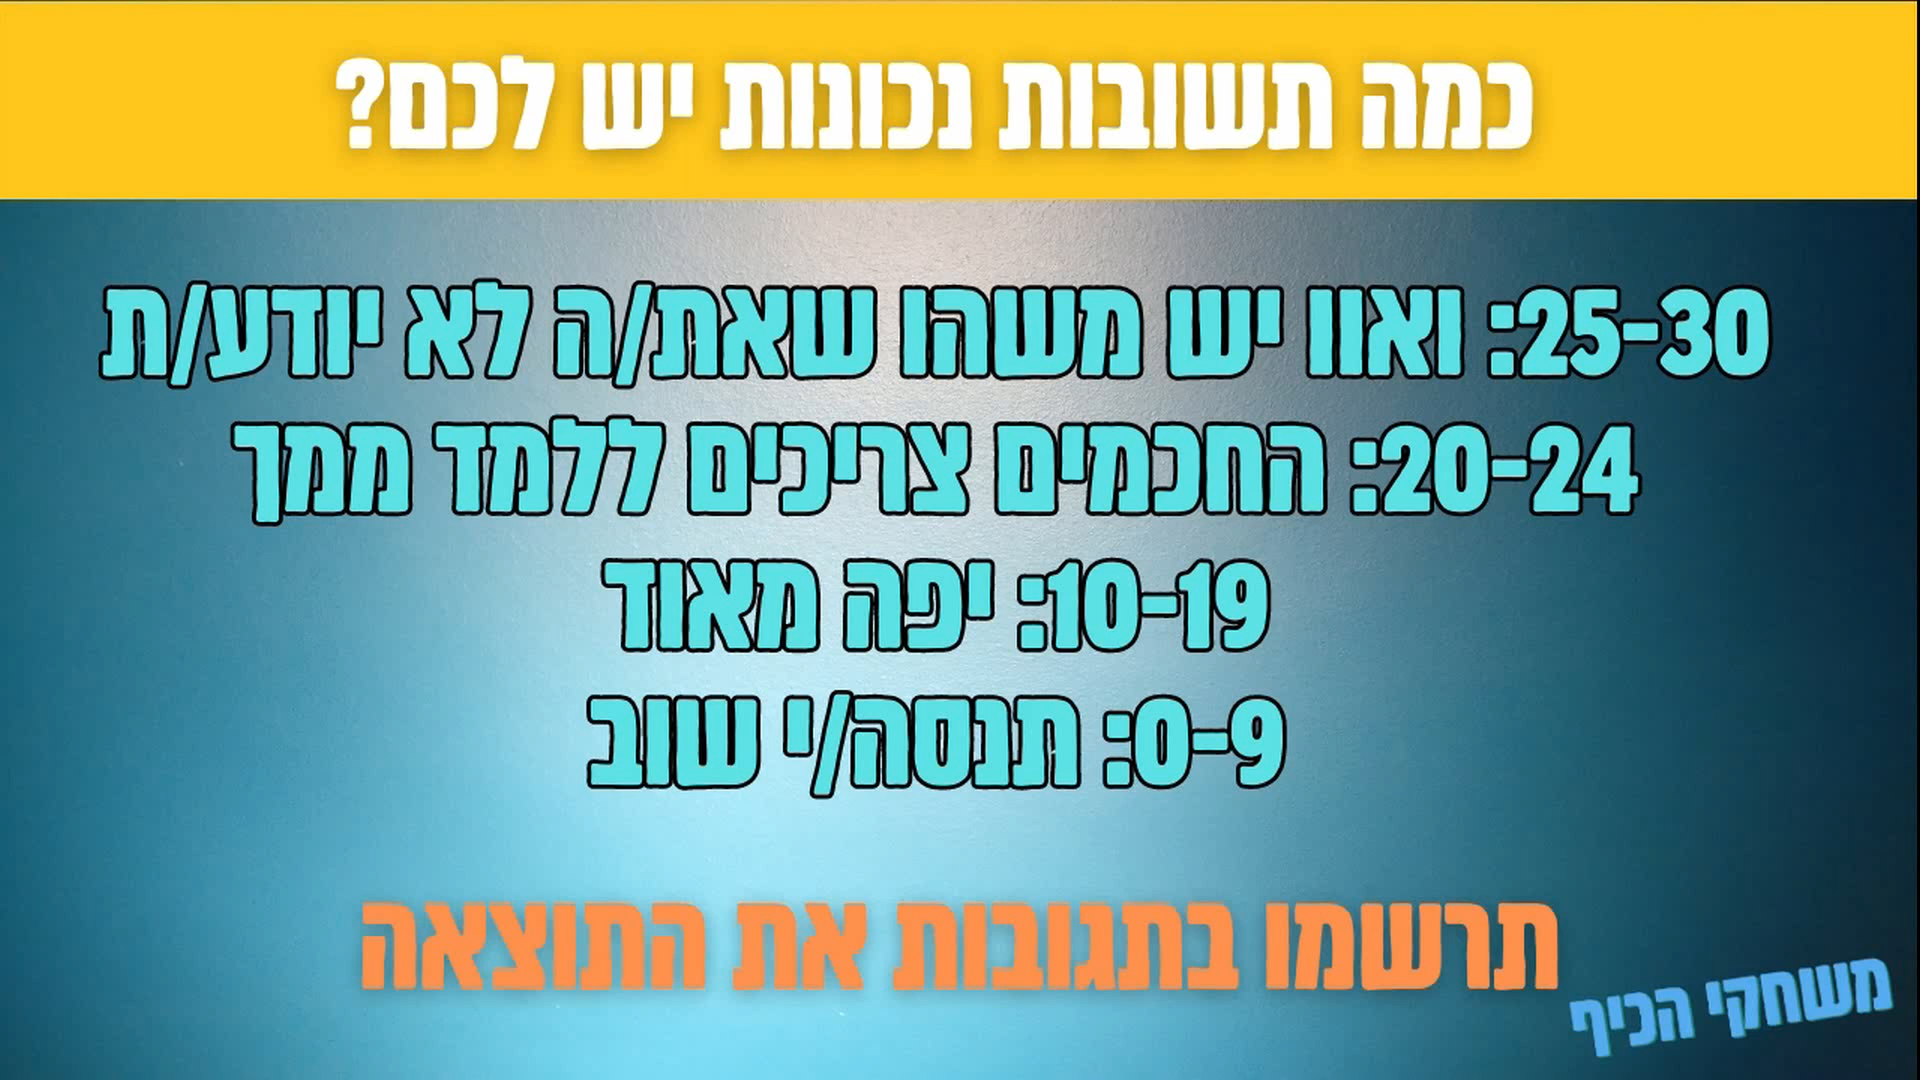 כמה תשובות נכונות יש לכם?
25-30: ואוו יש משהו שאת/ה לא יודע/ת
20-24: החכמים צריכים ללמד ממך
10-19: יפה מאוד
0-9: תנסה/י שוב
תרשמו בתגובות את התוצאה
משחקי הכיף